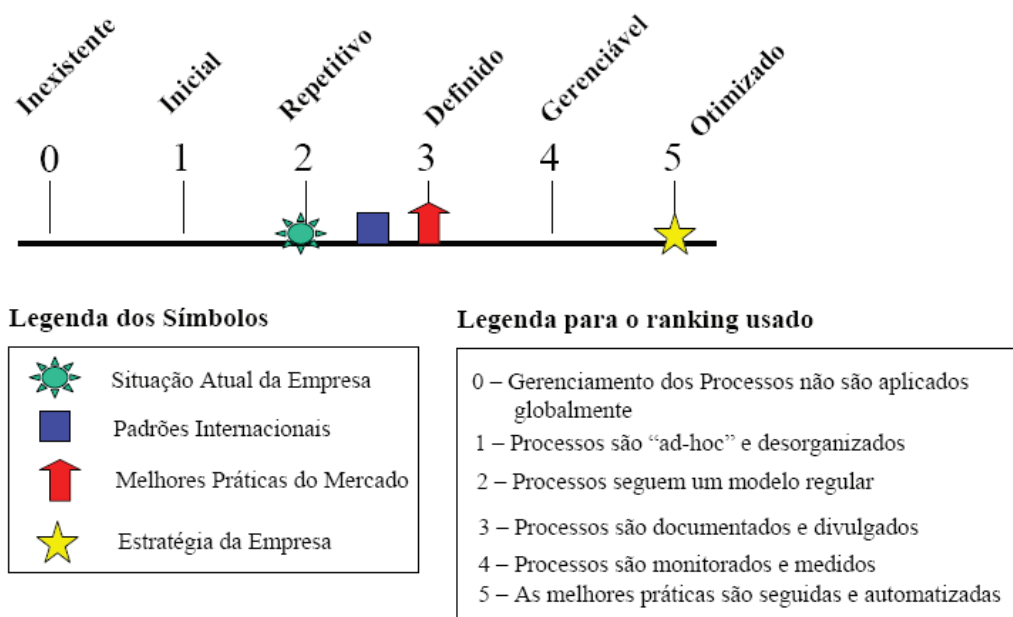 Inexistente
Inicial
Repetitivo
Definido
Gerenciável
Otimizado
0 1 2 3 4 5
Legenda dos Símbolos
Situação Atual da Empresa
Padrões Internacionais
Melhores Práticas do Mercado
Estratégia da Empresa
Legenda para o ranking usado
0 – Gerenciamento dos Processos não são aplicados
globalmente
1 – Processos são “ad-hoc” e desorganizados
2 – Processos seguem um modelo regular
3 – Processos são documentados e divulgados
4 – Processos são monitorados e medidos
5 – As melhores práticas são seguidas e automatizadas